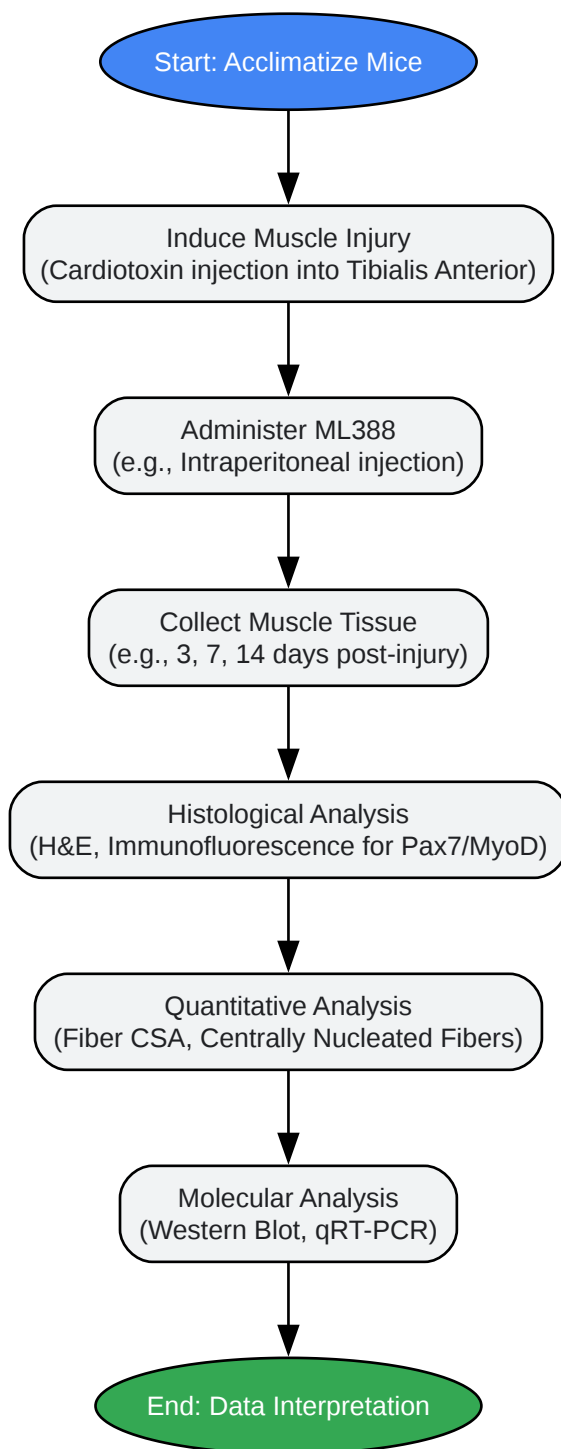 Start: Acclimatize Mice
Induce Muscle Injury
(Cardiotoxin injection into Tibialis Anterior)
Administer ML388
(e.g., Intraperitoneal injection)
Collect Muscle Tissue
(e.g., 3, 7, 14 days post-injury)
Histological Analysis
(H&E, Immunofluorescence for Pax7/MyoD)
Quantitative Analysis
(Fiber CSA, Centrally Nucleated Fibers)
Molecular Analysis
(Western Blot, qRT-PCR)
End: Data Interpretation